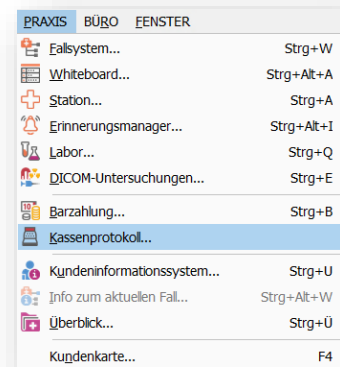 PRAXIS BÜRO FENSTER
Fallsystem... Strg+W
Whiteboard... Strg+Alt+A
Station... Strg+A
Erinnerungsmanager... Strg+Alt+I
Labor... Strg+Q
DICOM-Untersuchungen... Strg+E
Barzahlung... Strg+B
Kassenprotokoll...
Kundeninformationssystem... Strg+U
Info zum aktuellen Fall... Strg+Alt+W
Überblick... Strg+Ü
Kundenkarte... F4